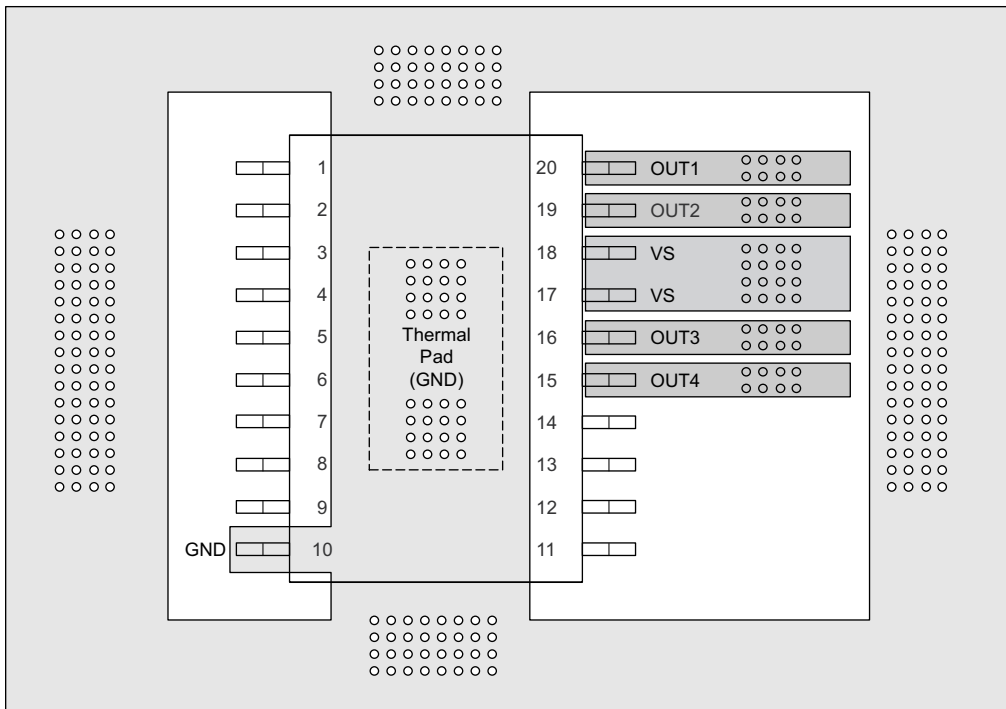 1 20 OUT1
2 19 OUT2
3 18 VS
4 17 VS
5 16 OUT3
6 15 OUT4
7 14
8 13
9 12
GND 10 11
Thermal
Pad
(GND)